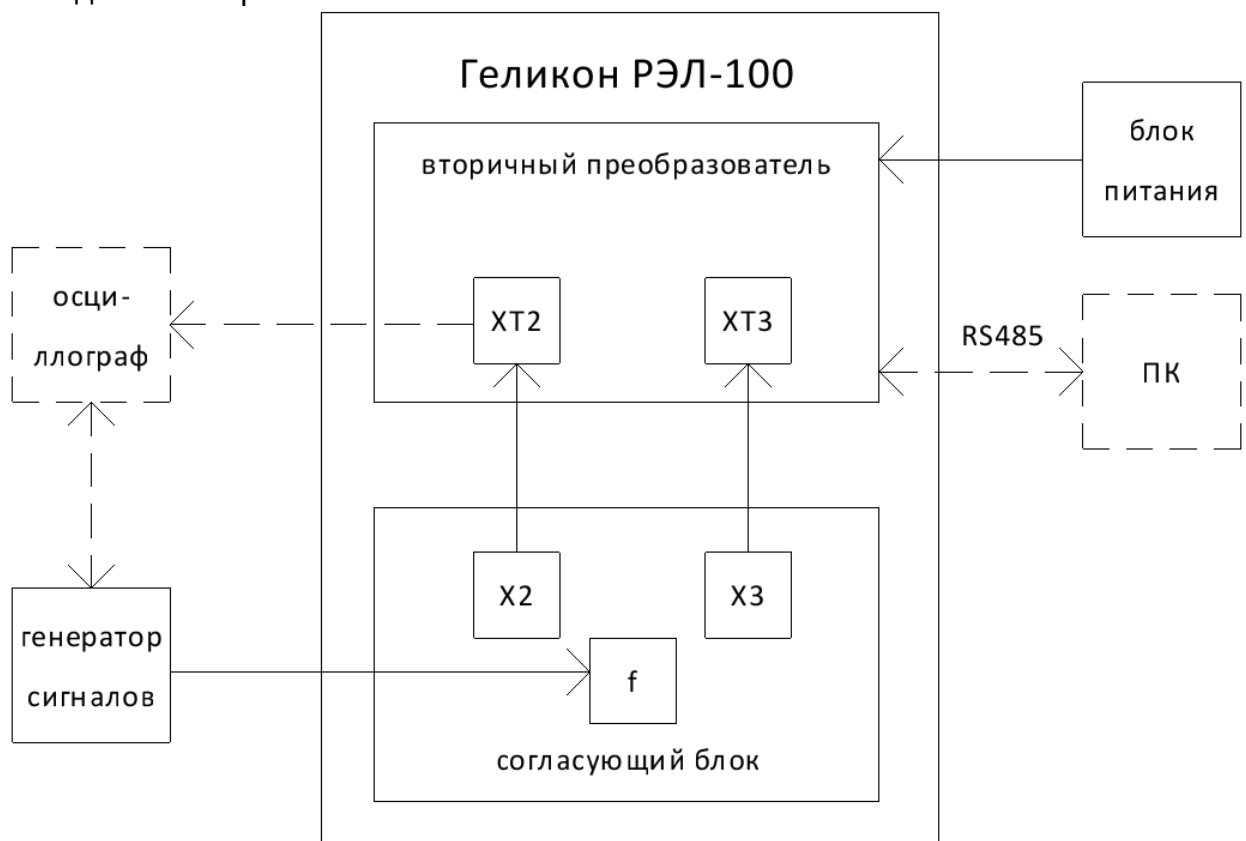 Геликон РЭЛ-100
блок
питания
вторичный преобразователь
осци-
ллограф
XT2
XT3
RS485
ПК
X2
X3
генератор
сигналов
f
согласующий блок